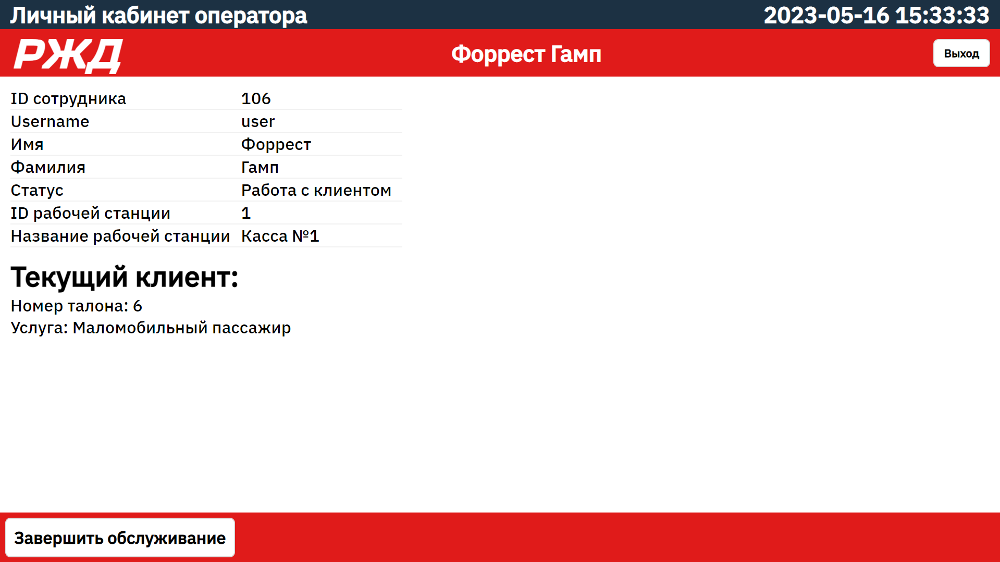 Личный кабинет оператора 2023-05-16 15:33:33
РЖД Форрест Гамп Выход
ID сотрудника 106
Username user
Имя Форрест
Фамилия Гамп
Статус Работа с клиентом
ID рабочей станции 1
Название рабочей станции Касса №1
Текущий клиент:
Номер талона: 6
Услуга: Маломобильный пассажир
Завершить обслуживание